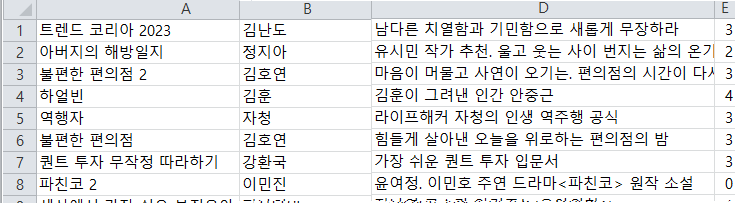 A B D E
1 트렌드 코리아 2023 김난도 남다른 치열함과 기민함으로 새롭게 무장하라 3
2 아버지의 해방일지 정지아 유시민 작가 추천. 울고 웃는 사이 번지는 삶의 온기 2
3 불편한 편의점 2 김호연 마음이 머물고 사연이 오기는. 편의점의 시간이 다시 3
4 하얼빈 김훈 김훈이 그려낸 인간 안중근 4
5 역행자 자청 라이프해커 자청의 인생 역주행 공식 3
6 불편한 편의점 김호연 힘들게 살아낸 오늘을 위로하는 편의점의 밤 3
7 퀀트 투자 무작정 따라하기 강환국 가장 쉬운 퀀트 투자 입문서 3
8 파친코 2 이민진 윤여정. 이민호 주연 드라마<파친코> 원작 소설 0